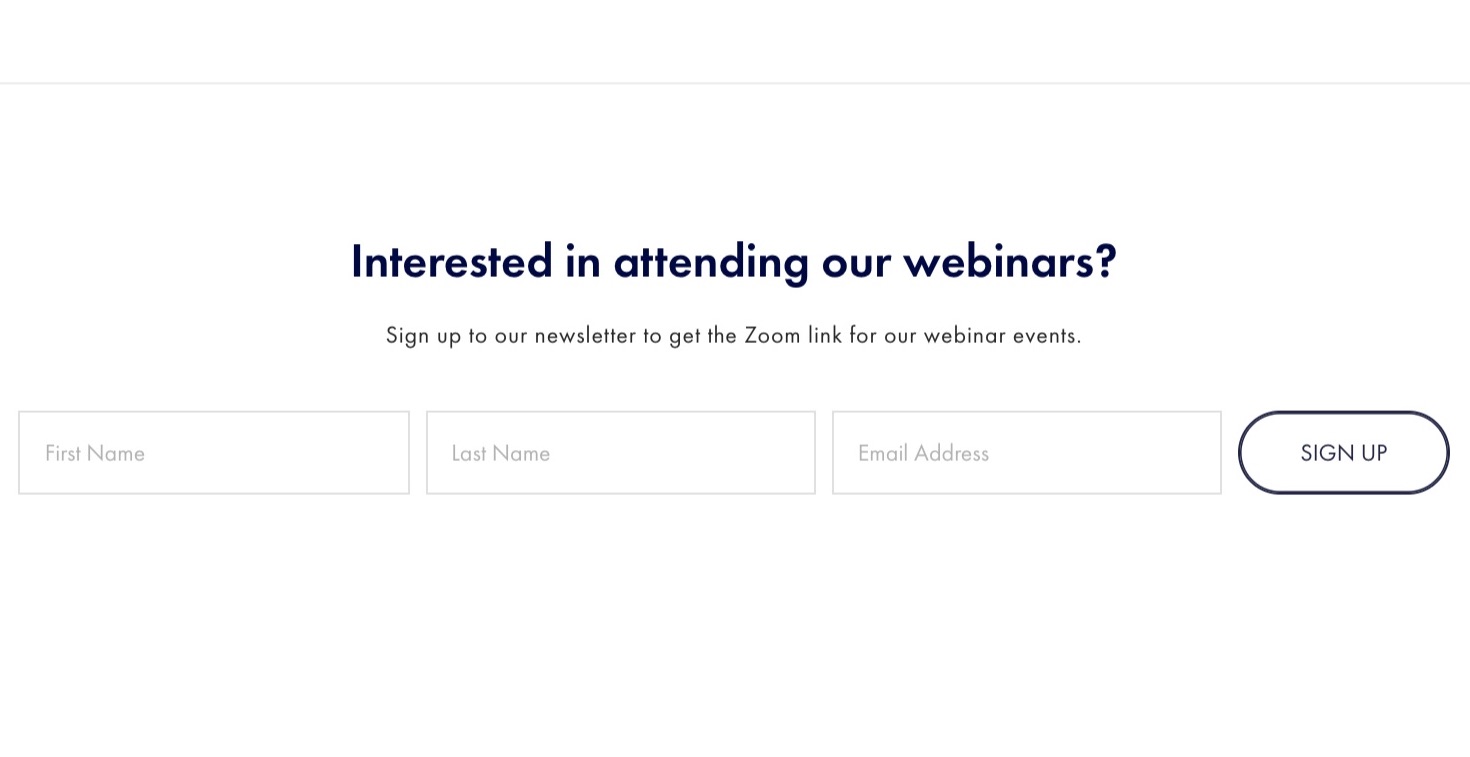 Interested in attending our webinars?
Sign up to our newsletter to get the Zoom link for our webinar events.
First Name
Last Name
Email Address
SIGN UP